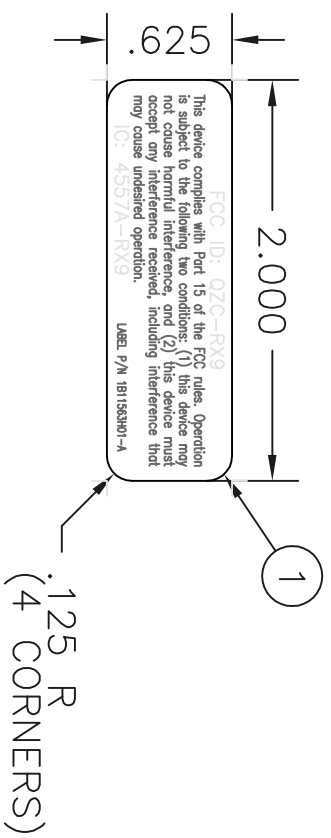 .625
2.000
FCC ID: QZC-RX9
This device complies with Part 15 of the FCC rules. Operation
is subject to the following two conditions: (1) this device may
not cause harmful interference, and (2) this device must
accept any interference received, including interference that
may cause undesired operation.
IC: 4557A-RX9
LABEL P/N 1B11563H01-A
1
.125 R
(4 CORNERS)